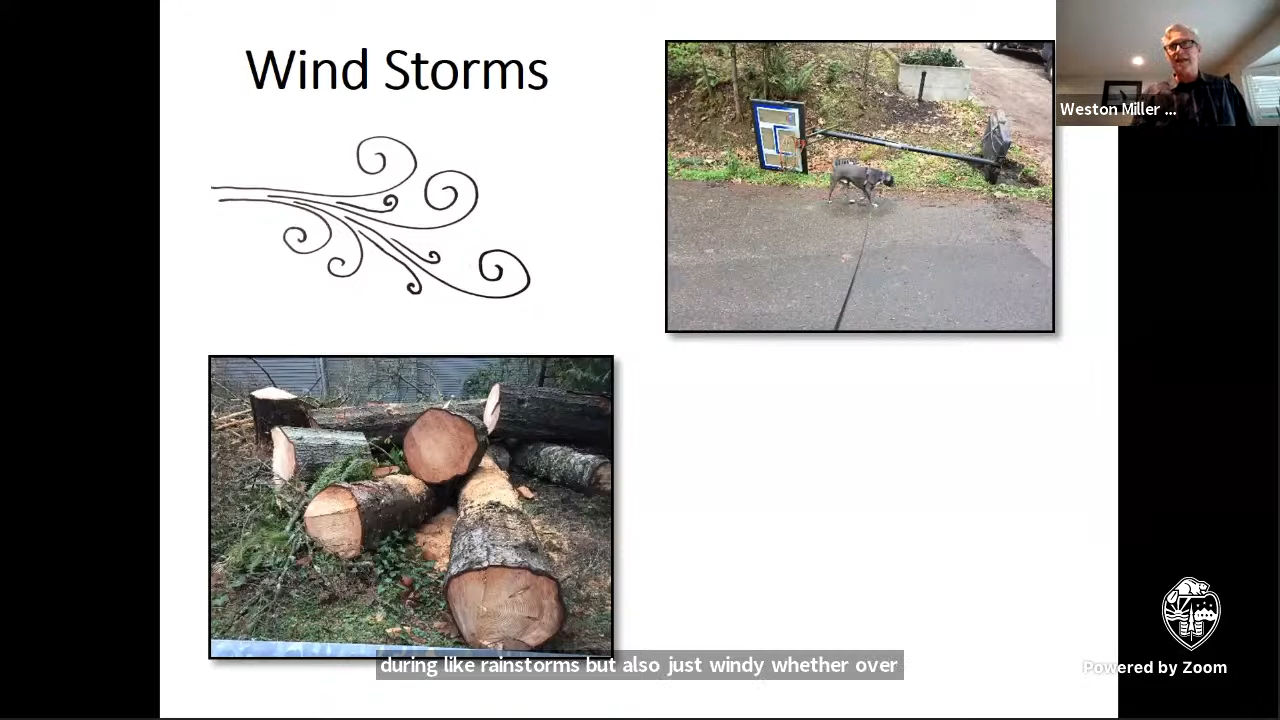 Wind Storms
Weston Miller ...
during like rainstorms but also just windy whether over
Powered by Zoom